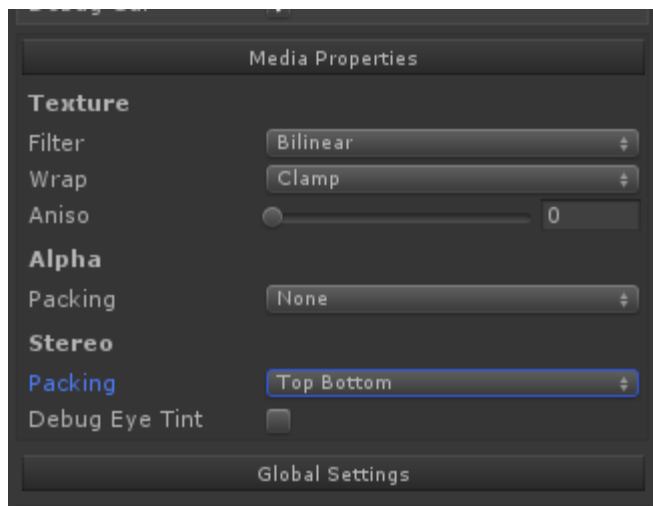 Media Properties
Texture
Filter Bilinear
Wrap Clamp
Aniso 0
Alpha
Packing None
Stereo
Packing Top Bottom
Debug Eye Tint
Global Settings